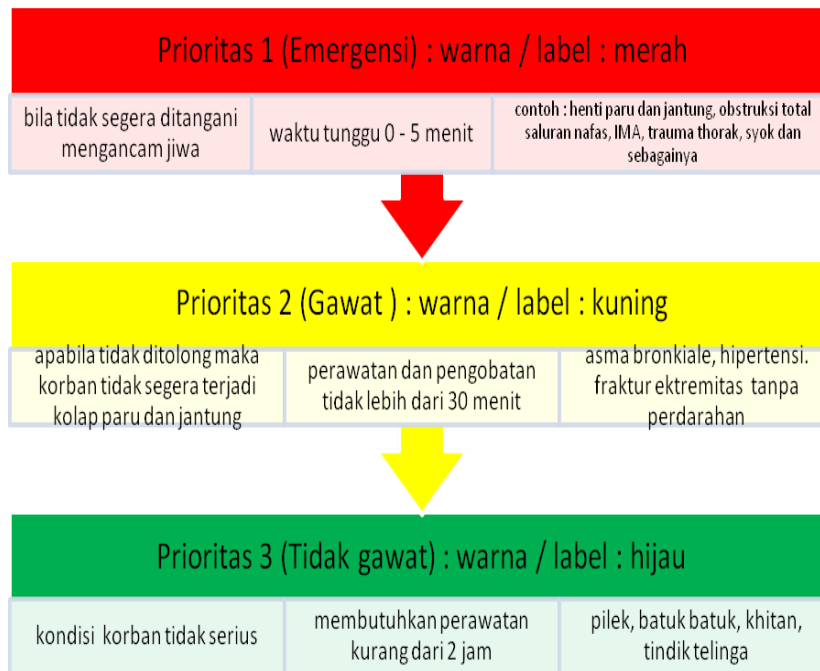 Prioritas 1 (Emergensi) : warna / label : merah
bila tidak segera ditangani
mengancam jiwa
waktu tunggu 0 - 5 menit
contoh : henti paru dan jantung, obstruksi total
saluran nafas, IMA, trauma thorak, syok dan
sebagainya
Prioritas 2 (Gawat ) : warna / label : kuning
apabila tidak ditolong maka
korban tidak segera terjadi
kolap paru dan jantung
perawatan dan pengobatan
tidak lebih dari 30 menit
asma bronkiale, hipertensi.
fraktur ektremitas tanpa
perdarahan
Prioritas 3 (Tidak gawat) : warna / label : hijau
kondisi korban tidak serius
membutuhkan perawatan
kurang dari 2 jam
pilek, batuk batuk, khitan,
tindik telinga